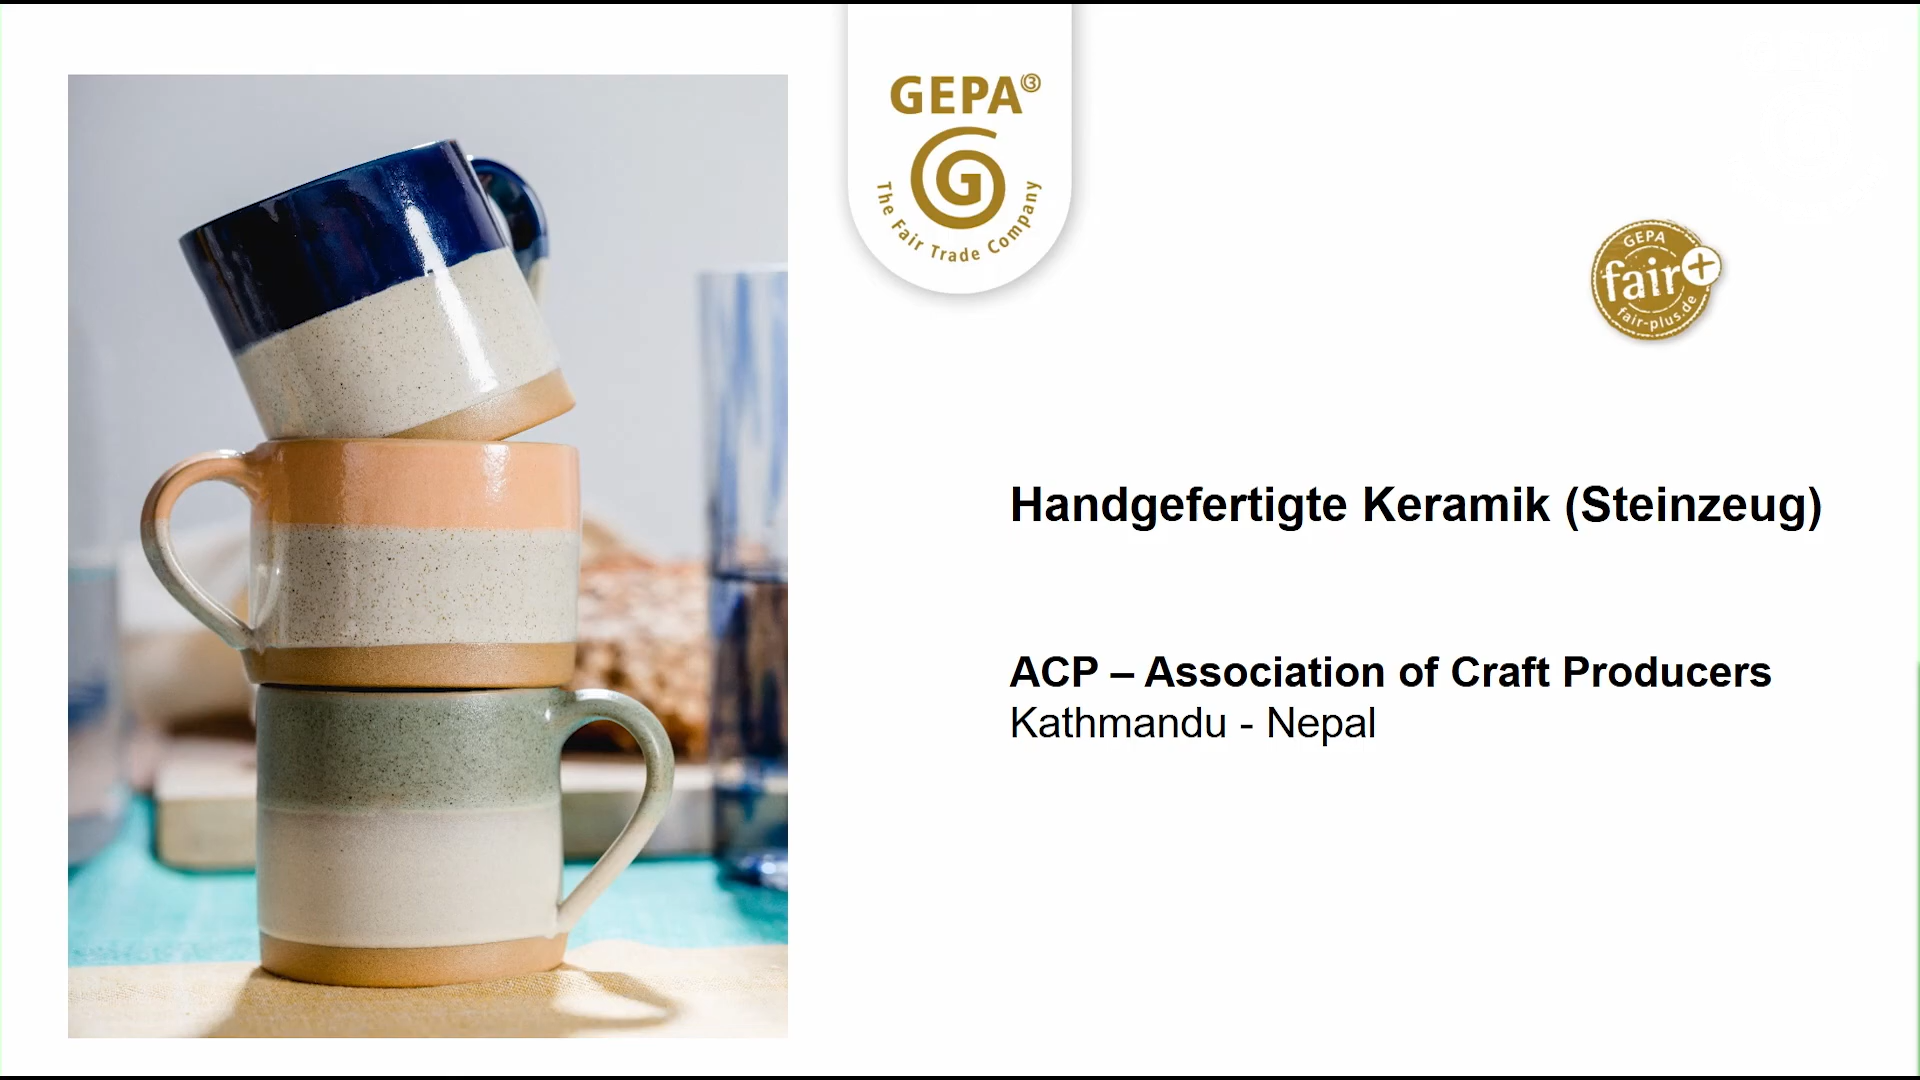 GEPA③
G
The Fair Trade Company
GEPA
fair+
fair-plus.de
Handgefertigte Keramik (Steinzeug)
ACP – Association of Craft Producers
Kathmandu - Nepal